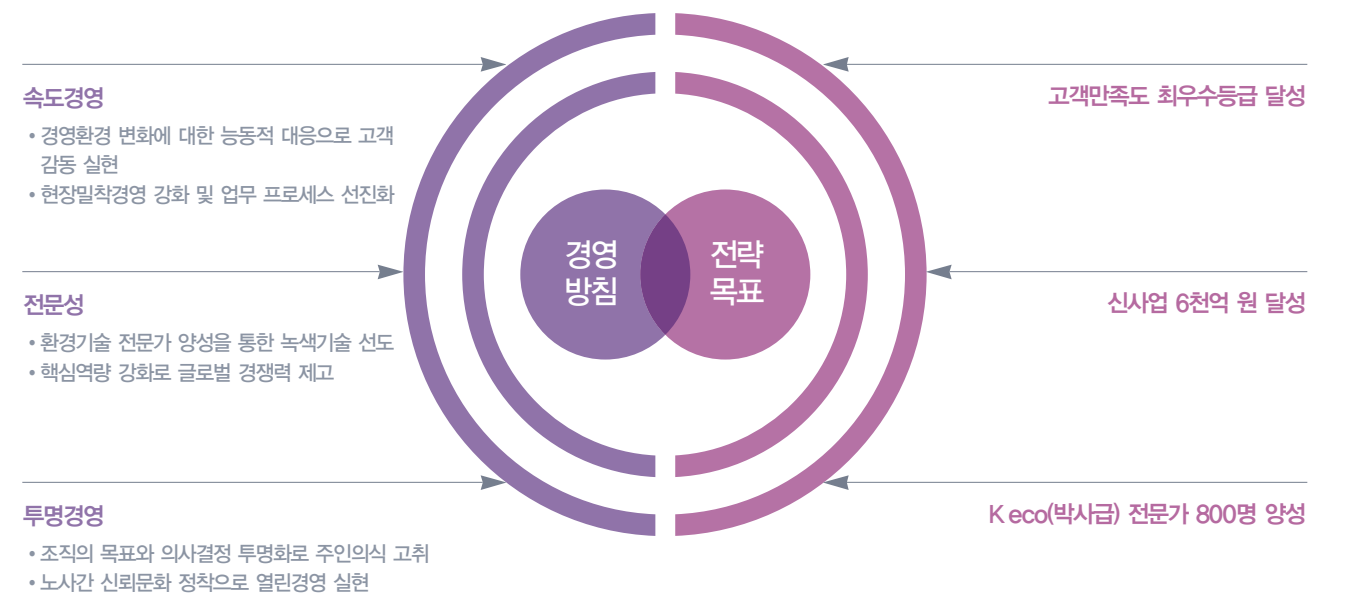 속도경영
• 경영환경 변화에 대한 능동적 대응으로 고객
감동 실현
• 현장밀착경영 강화 및 업무 프로세스 선진화
전문성
• 환경기술 전문가 양성을 통한 녹색기술 선도
• 핵심역량 강화로 글로벌 경쟁력 제고
투명경영
• 조직의 목표와 의사결정 투명화로 주인의식 고취
• 노사간 신뢰문화 정착으로 열린경영 실현
경영
방침
전략
목표
고객만족도 최우수등급 달성
신사업 6천억 원 달성
K eco(박사급) 전문가 800명 양성